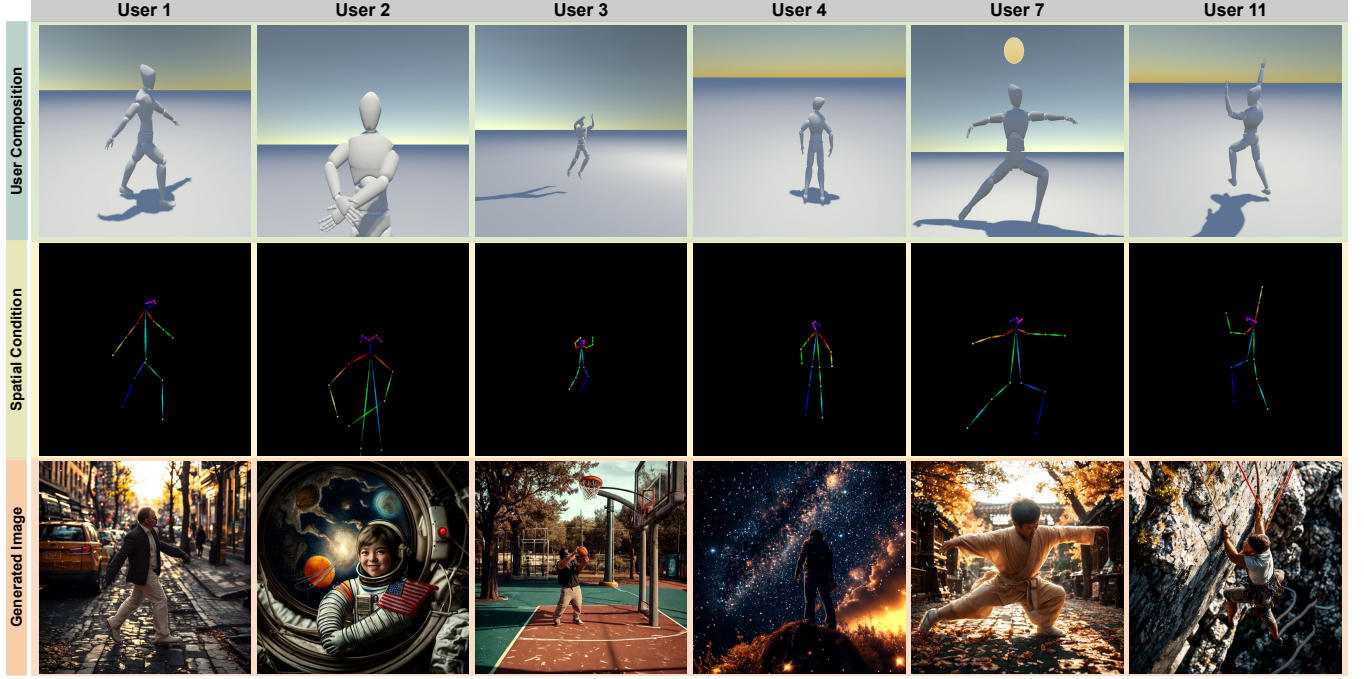 User 1
User 2
User 3
User 4
User 7
User 11
User Composition
Spatial Condition
Generated Image